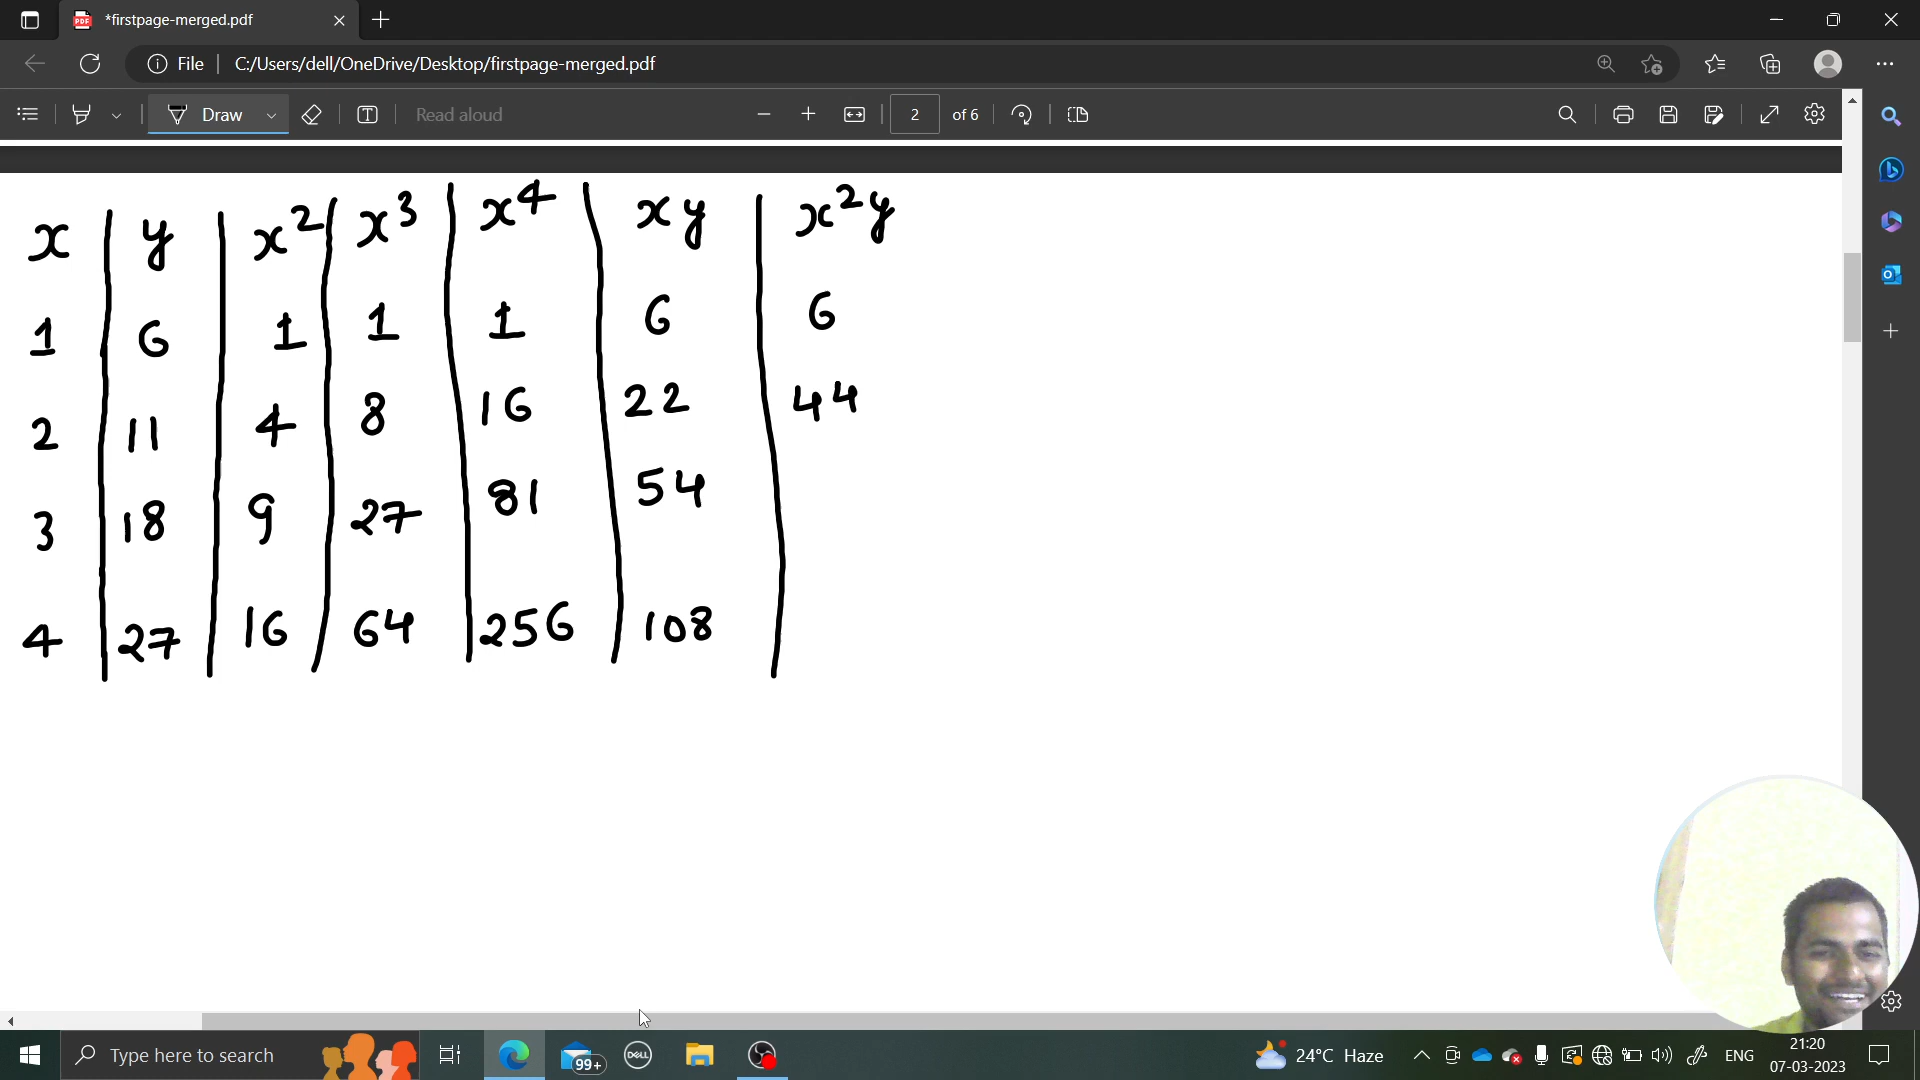 *firstpage-merged.pdf
File | C:/Users/dell/OneDrive/Desktop/firstpage-merged.pdf
Draw Read aloud 2 of 6
x y x² x³ x⁴ xy x²y
1 6 1 1 1 6 6
2 11 4 8 16 22 44
3 18 9 27 81 54
4 27 16 64 256 108
Type here to search 99+ DELL 24°C Haze ENG 21:20
07-03-2023